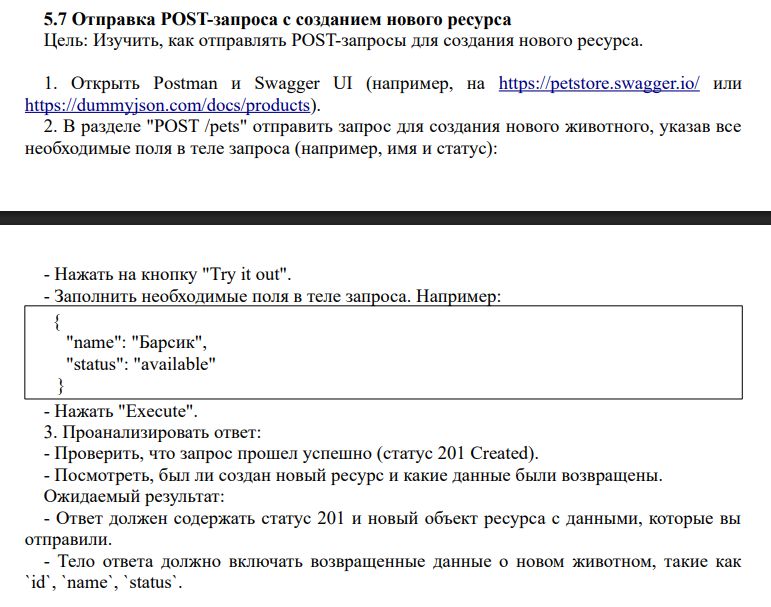 5.7 Отправка POST-запроса с созданием нового ресурса
Цель: Изучить, как отправлять POST-запросы для создания нового ресурса.
1. Открыть Postman и Swagger UI (например, на https://petstore.swagger.io/ или
https://dummyjson.com/docs/products).
2. В разделе "POST /pets" отправить запрос для создания нового животного, указав все
необходимые поля в теле запроса (например, имя и статус):
- Нажать на кнопку "Try it out".
- Заполнить необходимые поля в теле запроса. Например:
{
"name": "Барсик",
"status": "available"
}
- Нажать "Execute".
3. Проанализировать ответ:
- Проверить, что запрос прошел успешно (статус 201 Created).
- Посмотреть, был ли создан новый ресурс и какие данные были возвращены.
Ожидаемый результат:
- Ответ должен содержать статус 201 и новый объект ресурса с данными, которые вы
отправили.
- Тело ответа должно включать возвращенные данные о новом животном, такие как
`id`, `name`, `status`.